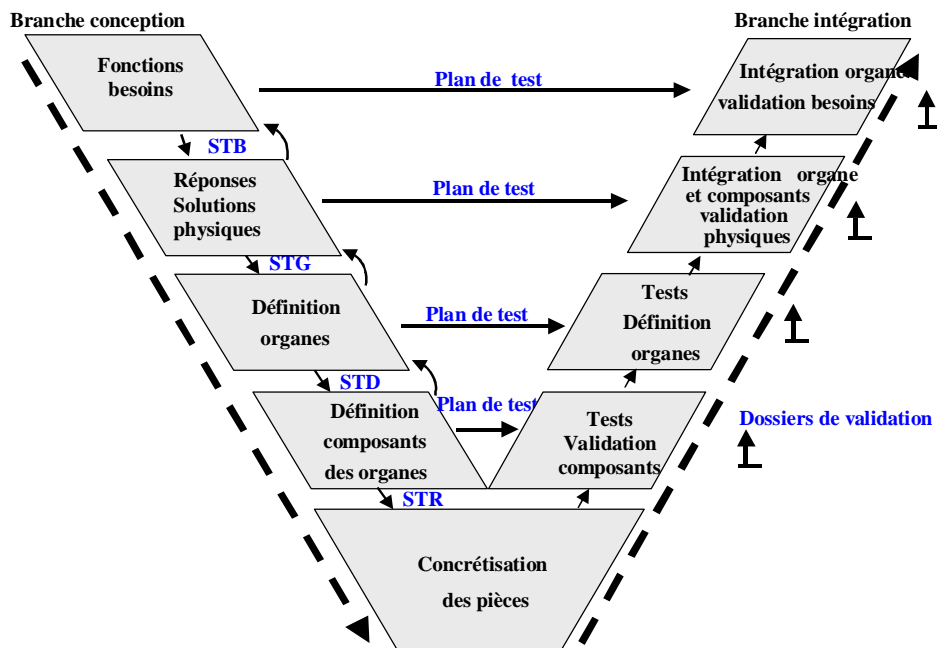 Branche conception
Branche intégration
Fonctions
besoins
Plan de test
Intégration organe
validation besoins
STB
Réponses
Solutions
physiques
Plan de test
Intégration organe
et composants
validation
physiques
STG
Définition
organes
Plan de test
Tests
Définition
organes
STD
Définition
composants
des organes
Plan de test
Tests
Validation
composants
Dossiers de validation
STR
Concrétisation
des pièces